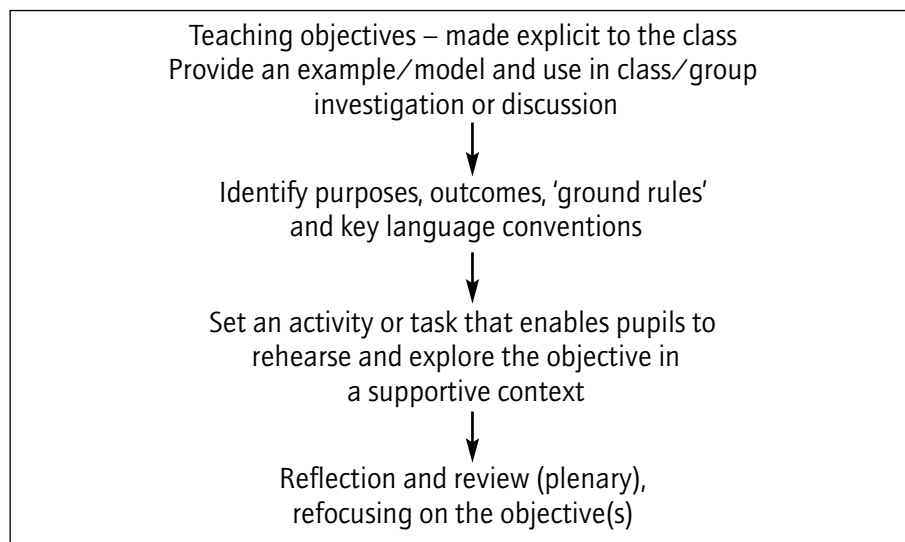 Teaching objectives – made explicit to the class
Provide an example/model and use in class/group
investigation or discussion
Identify purposes, outcomes, ‘ground rules’
and key language conventions
Set an activity or task that enables pupils to
rehearse and explore the objective in
a supportive context
Reflection and review (plenary),
refocusing on the objective(s)